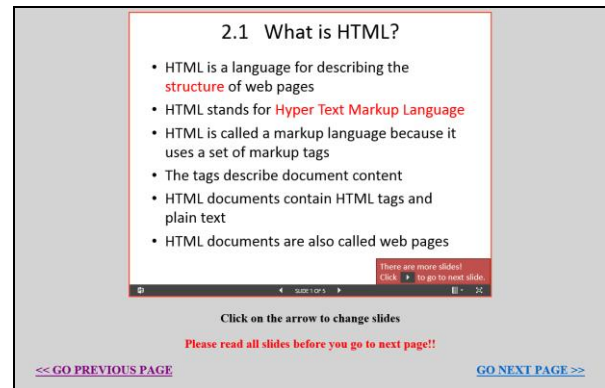 2.1 What is HTML?
• HTML is a language for describing the
structure of web pages
• HTML stands for Hyper Text Markup Language
• HTML is called a markup language because it
uses a set of markup tags
• The tags describe document content
• HTML documents contain HTML tags and
plain text
• HTML documents are also called web pages
There are more slides!
Click to go to next slide.
SLIDE 1 OF 5
Click on the arrow to change slides
Please read all slides before you go to next page!!
<< GO PREVIOUS PAGE
GO NEXT PAGE >>